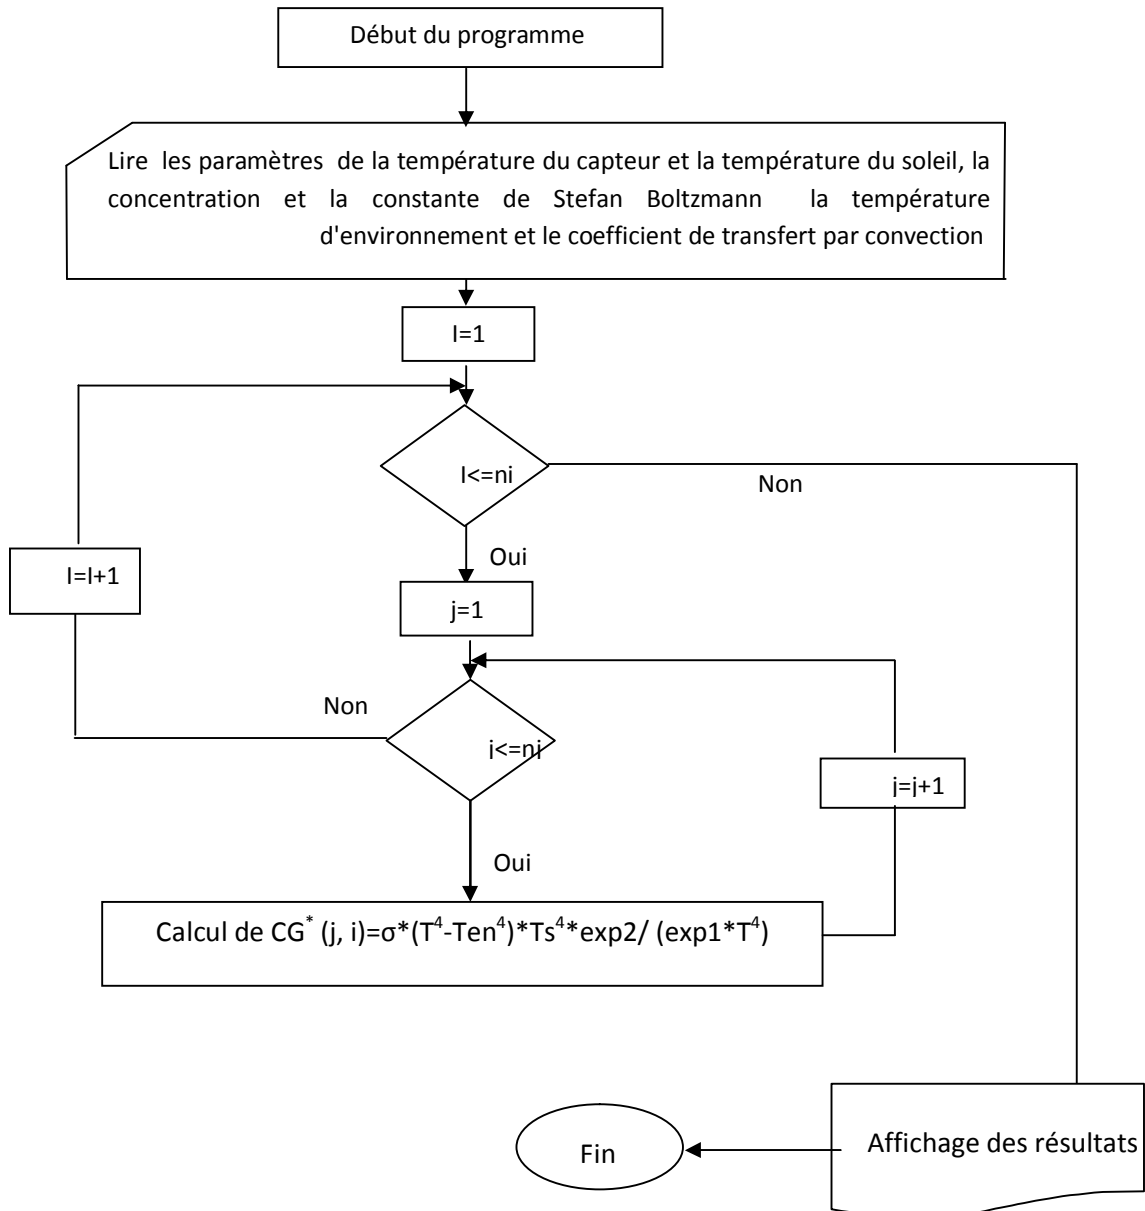 Début du programme
Lire les paramètres de la température du capteur et la température du soleil, la
concentration et la constante de Stefan Boltzmann la température
d'environnement et le coefficient de transfert par convection
I=1
I<=ni
Non
Oui
I=I+1
j=1
Non
j<=nj
j=j+1
Oui
Calcul de CG* (j, i)=σ*(T⁴-Ten⁴)*Ts⁴*exp2/ (exp1*T⁴)
Affichage des résultats
Fin